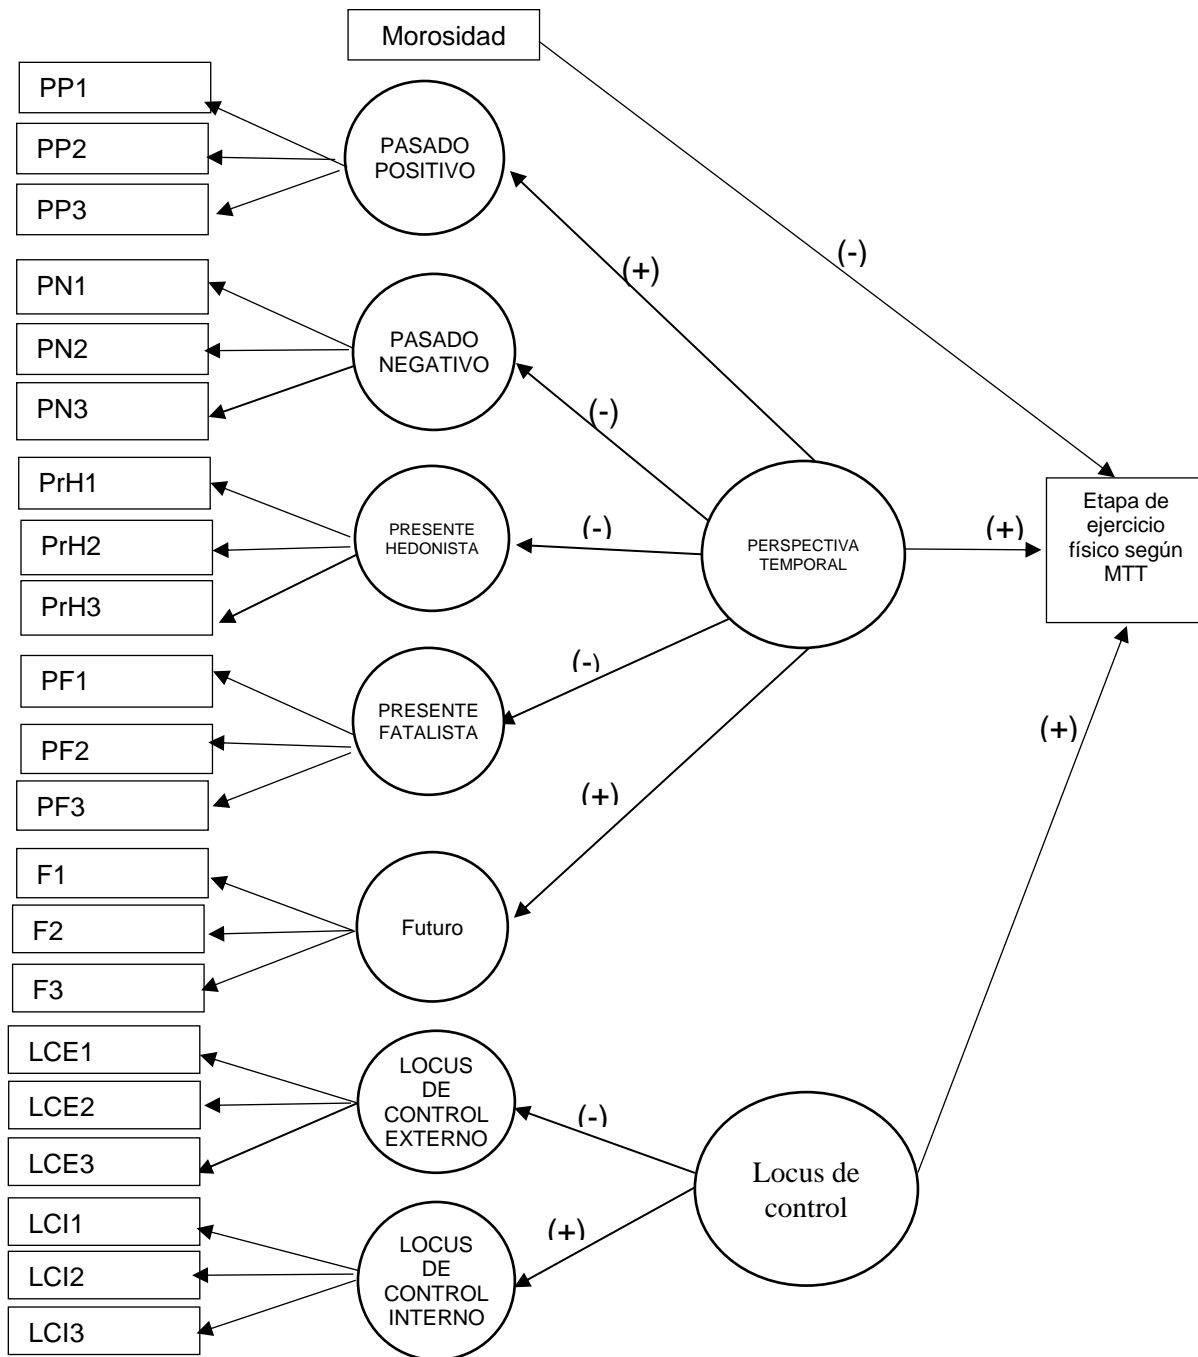 Morosidad
PP1
PP2
PP3
PASADO
POSITIVO
(-)
(+)
PN1
PN2
PN3
PASADO
NEGATIVO
(-)
PrH1
PrH2
PrH3
PRESENTE
HEDONISTA
(-)
PERSPECTIVA
TEMPORAL
(+)
Etapa de
ejercicio
físico según
MTT
PF1
PF2
PF3
PRESENTE
FATALISTA
(-)
(+)
(+)
F1
F2
F3
Futuro
LCE1
LCE2
LCE3
LOCUS
DE
CONTROL
EXTERNO
(-)
Locus de
control
LCI1
LCI2
LCI3
LOCUS
DE
CONTROL
INTERNO
(+)